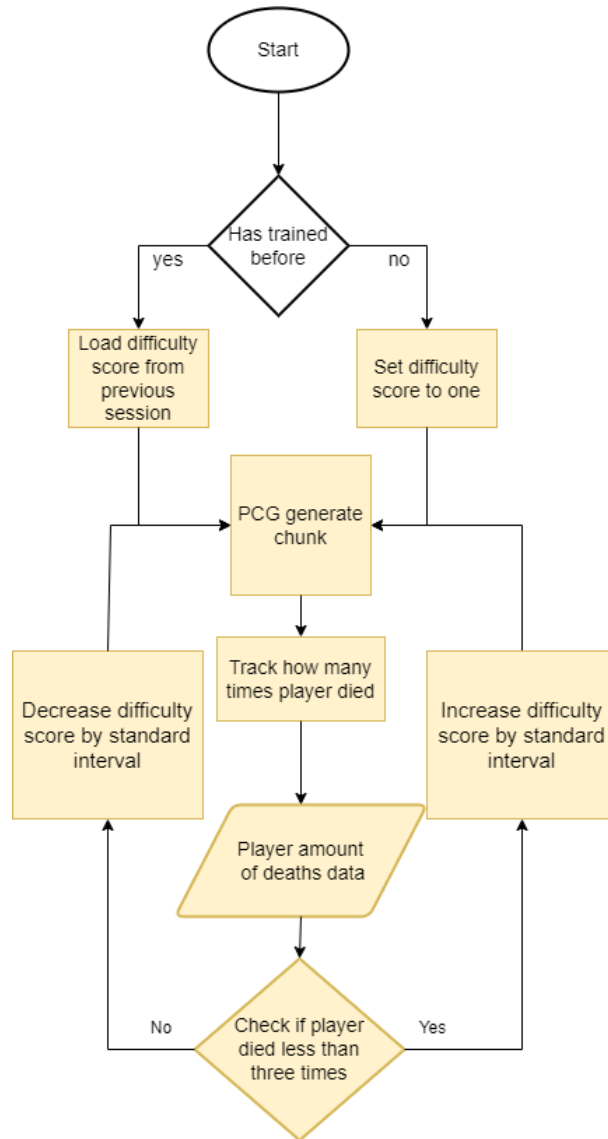 Start
Has trained
before
yes
no
Load difficulty
score from
previous
session
Set difficulty
score to one
PCG generate
chunk
Track how many
times player died
Decrease difficulty
score by standard
interval
Increase difficulty
score by standard
interval
Player amount
of deaths data
No
Check if player
died less than
three times
Yes